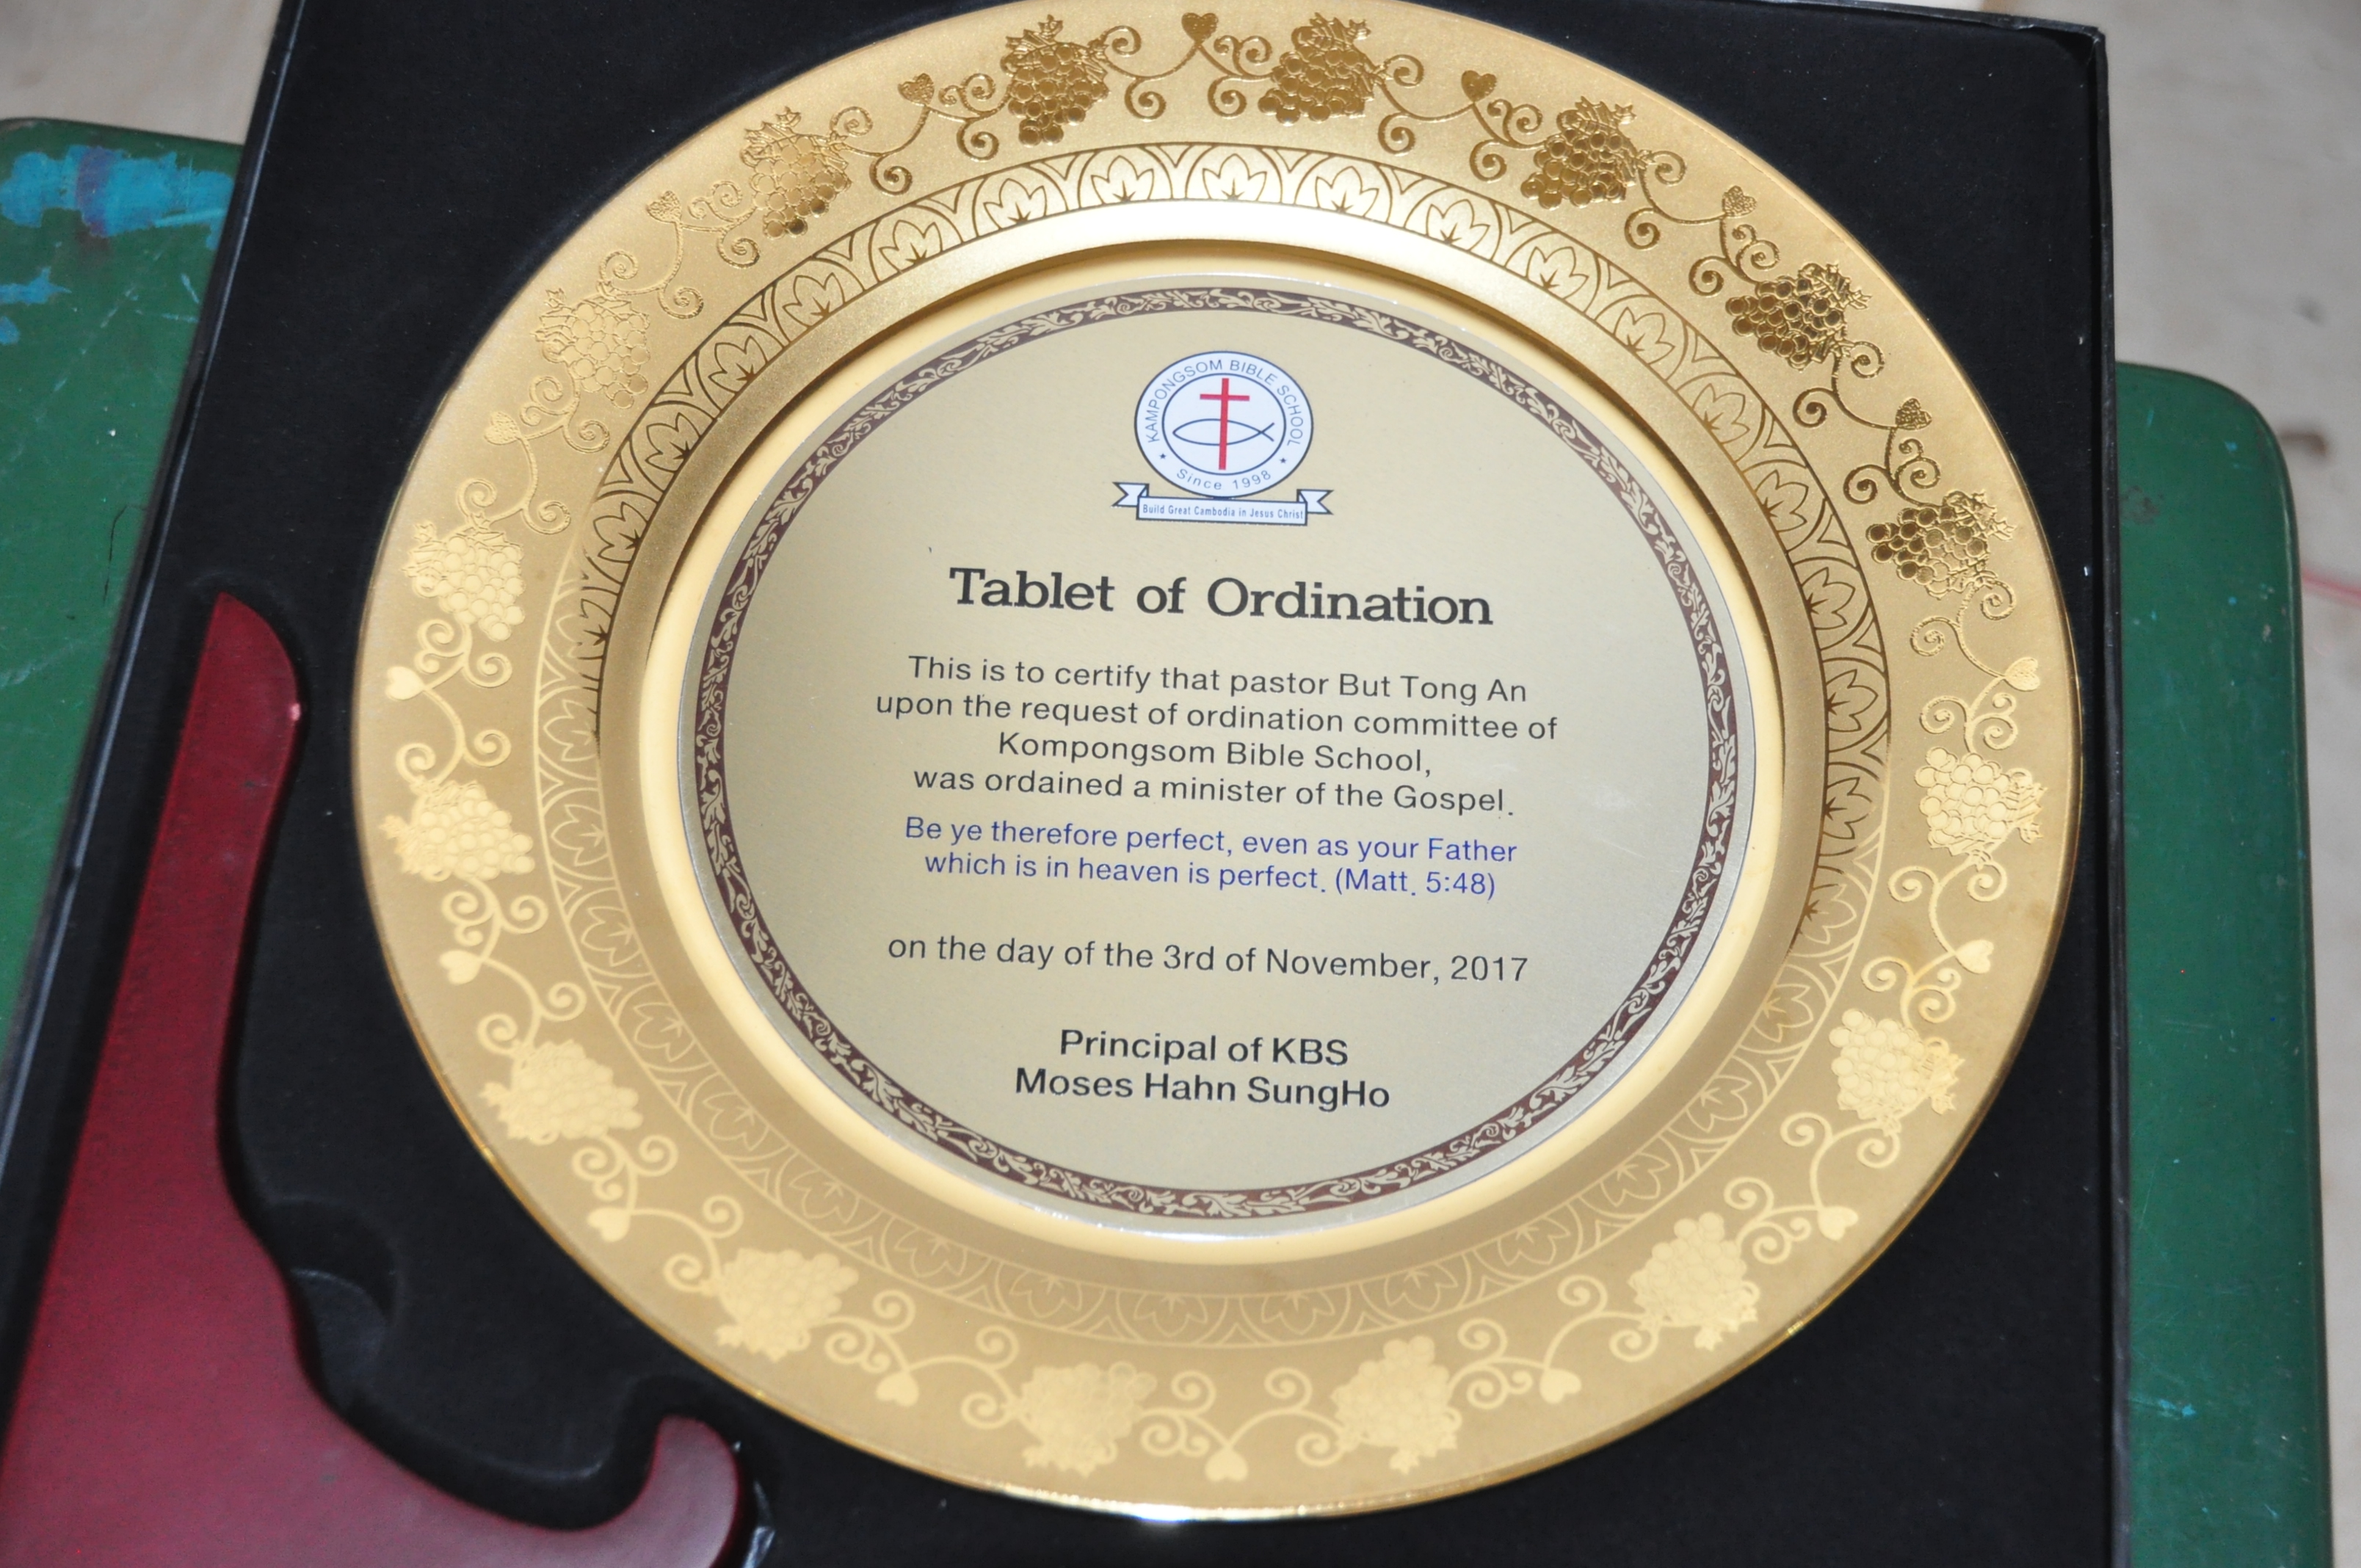 KAMPONGSOM BIBLE SCHOOL
Since 1998
Build Great Cambodia in Jesus Christ
Tablet of Ordination
This is to certify that pastor But Tong An
upon the request of ordination committee of
Kompongsom Bible School,
was ordained a minister of the Gospel.
Be ye therefore perfect, even as your Father
which is in heaven is perfect. (Matt. 5:48)
on the day of the 3rd of November, 2017
Principal of KBS
Moses Hahn SungHo